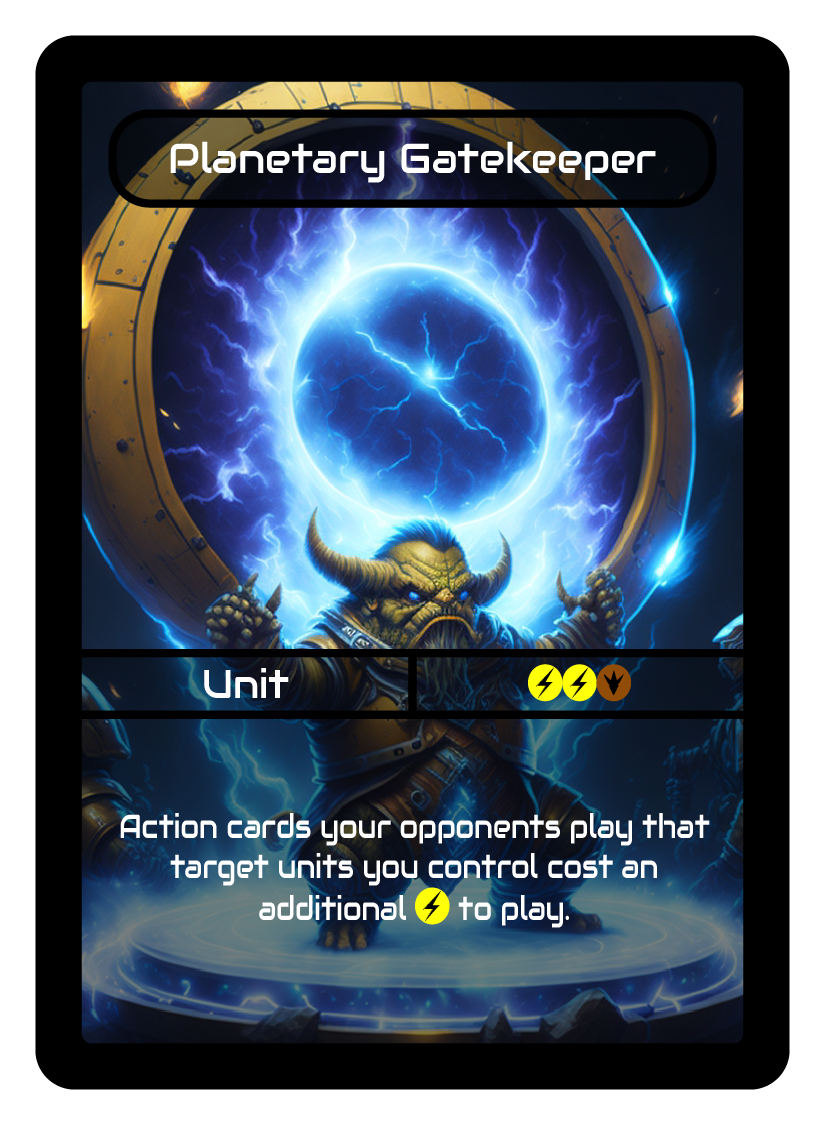 Planetary Gatekeeper
Unit
Action cards your opponents play that
target units you control cost an
additional to play.